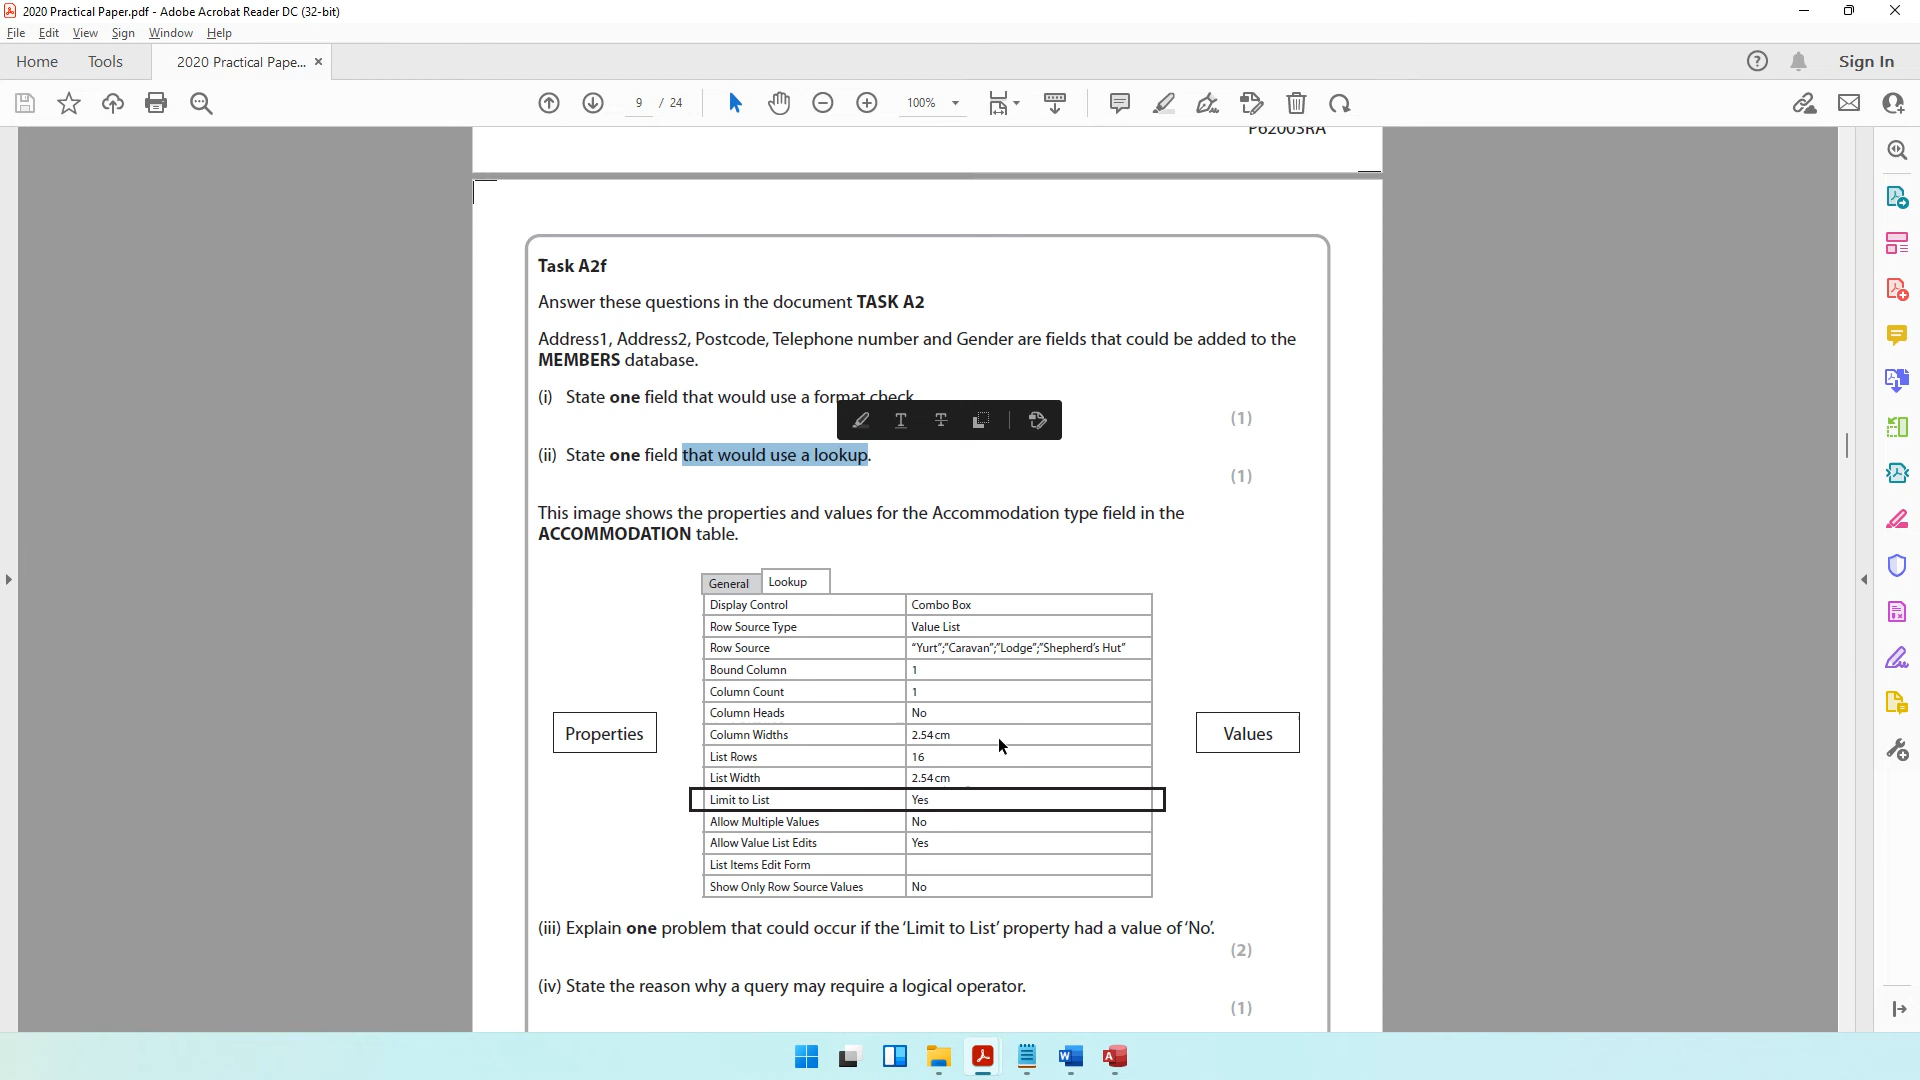 2020 Practical Paper.pdf - Adobe Acrobat Reader DC (32-bit)
File Edit View Sign Window Help
Home Tools 2020 Practical Pape... × Sign In
9 / 24 100%
P62003RA
Task A2f
Answer these questions in the document TASK A2
Address1, Address2, Postcode, Telephone number and Gender are fields that could be added to the
MEMBERS database.
(i) State one field that would use a format check
(1)
(ii) State one field that would use a lookup.
(1)
This image shows the properties and values for the Accommodation type field in the
ACCOMMODATION table.
General Lookup
Display Control Combo Box
Row Source Type Value List
Row Source "Yurt";"Caravan";"Lodge";"Shepherd's Hut"
Bound Column 1
Column Count 1
Column Heads No
Column Widths 2.54cm
List Rows 16
List Width 2.54cm
Limit to List Yes
Allow Multiple Values No
Allow Value List Edits Yes
List Items Edit Form
Show Only Row Source Values No
Properties
Values
(iii) Explain one problem that could occur if the 'Limit to List' property had a value of 'No'.
(2)
(iv) State the reason why a query may require a logical operator.
(1)